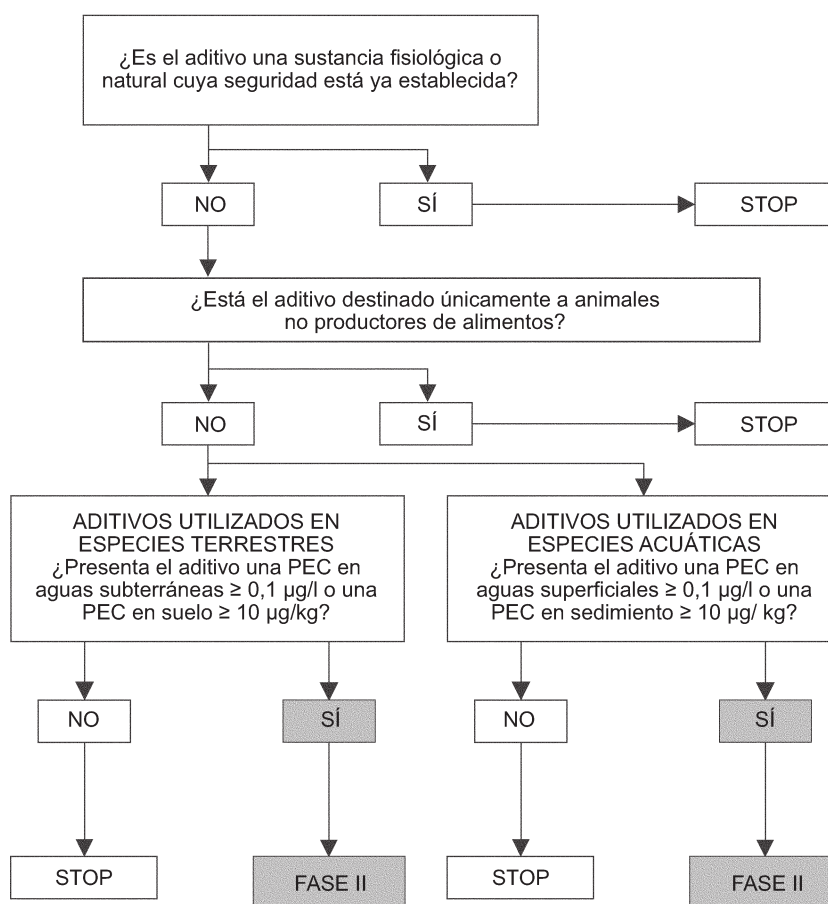 ¿Es el aditivo una sustancia fisiológica o
natural cuya seguridad está ya establecida?
NO
SÍ
STOP
¿Está el aditivo destinado únicamente a animales
no productores de alimentos?
NO
SÍ
STOP
ADITIVOS UTILIZADOS EN
ESPECIES TERRESTRES
¿Presenta el aditivo una PEC en
aguas subterráneas ≥ 0,1 µg/l o una
PEC en suelo ≥ 10 µg/kg?
ADITIVOS UTILIZADOS EN
ESPECIES ACUÁTICAS
¿Presenta el aditivo una PEC en
aguas superficiales ≥ 0,1 µg/l o una
PEC en sedimiento ≥ 10 µg/ kg?
NO
SÍ
NO
SÍ
STOP
FASE II
STOP
FASE II